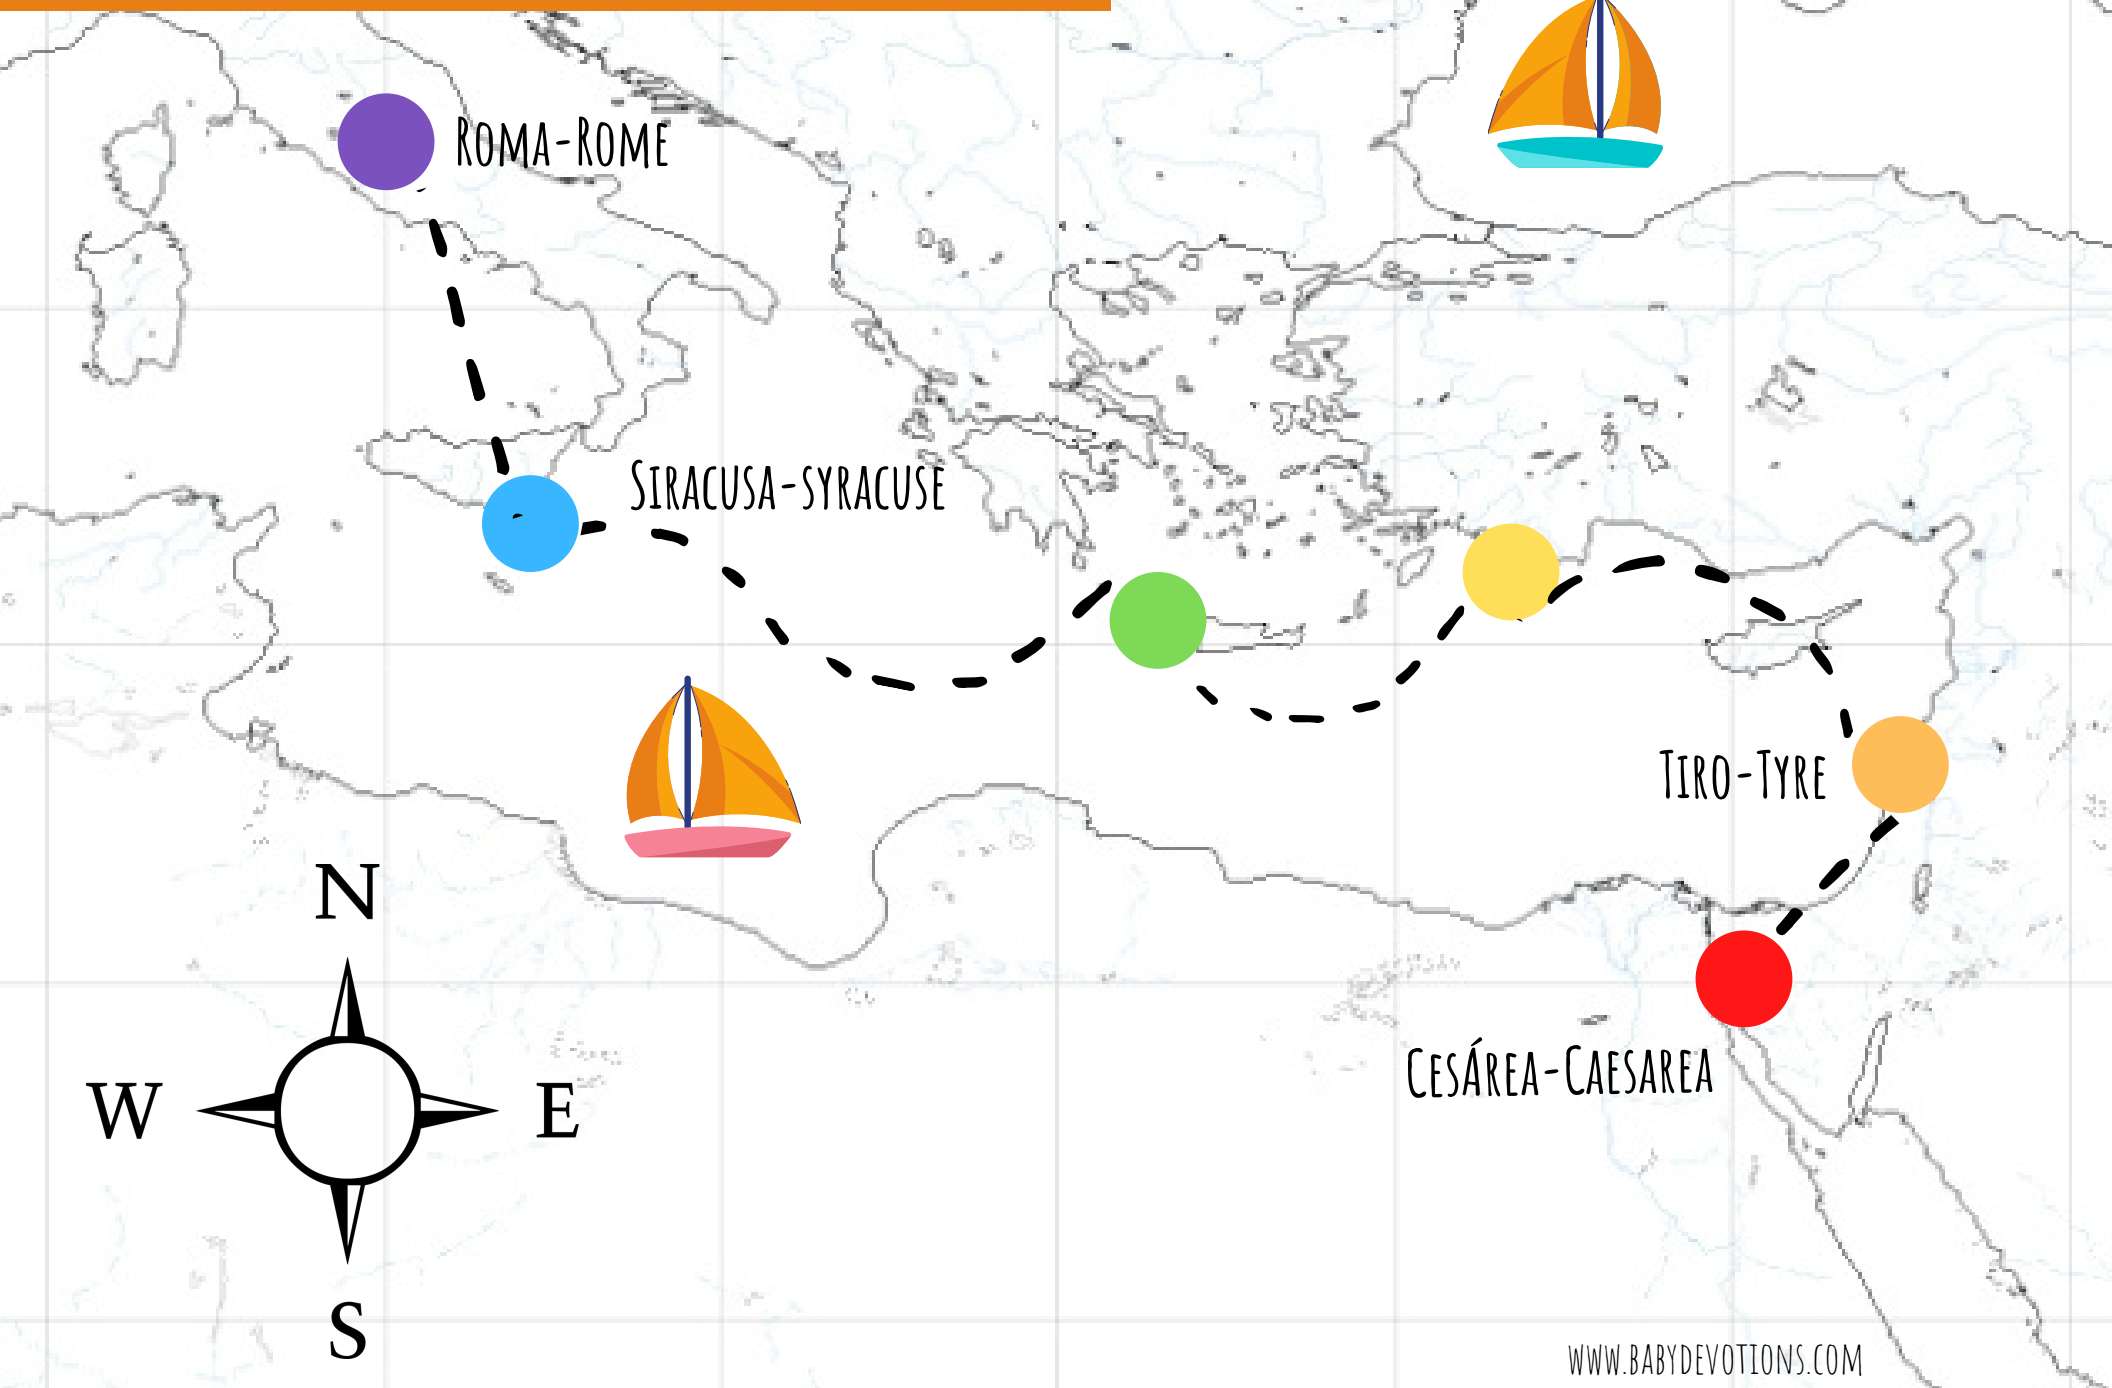 Roma-Rome
Siracusa-syracuse
Tiro-Tyre
Cesárea-Caesarea
N
W E
S
www.babydevotions.com